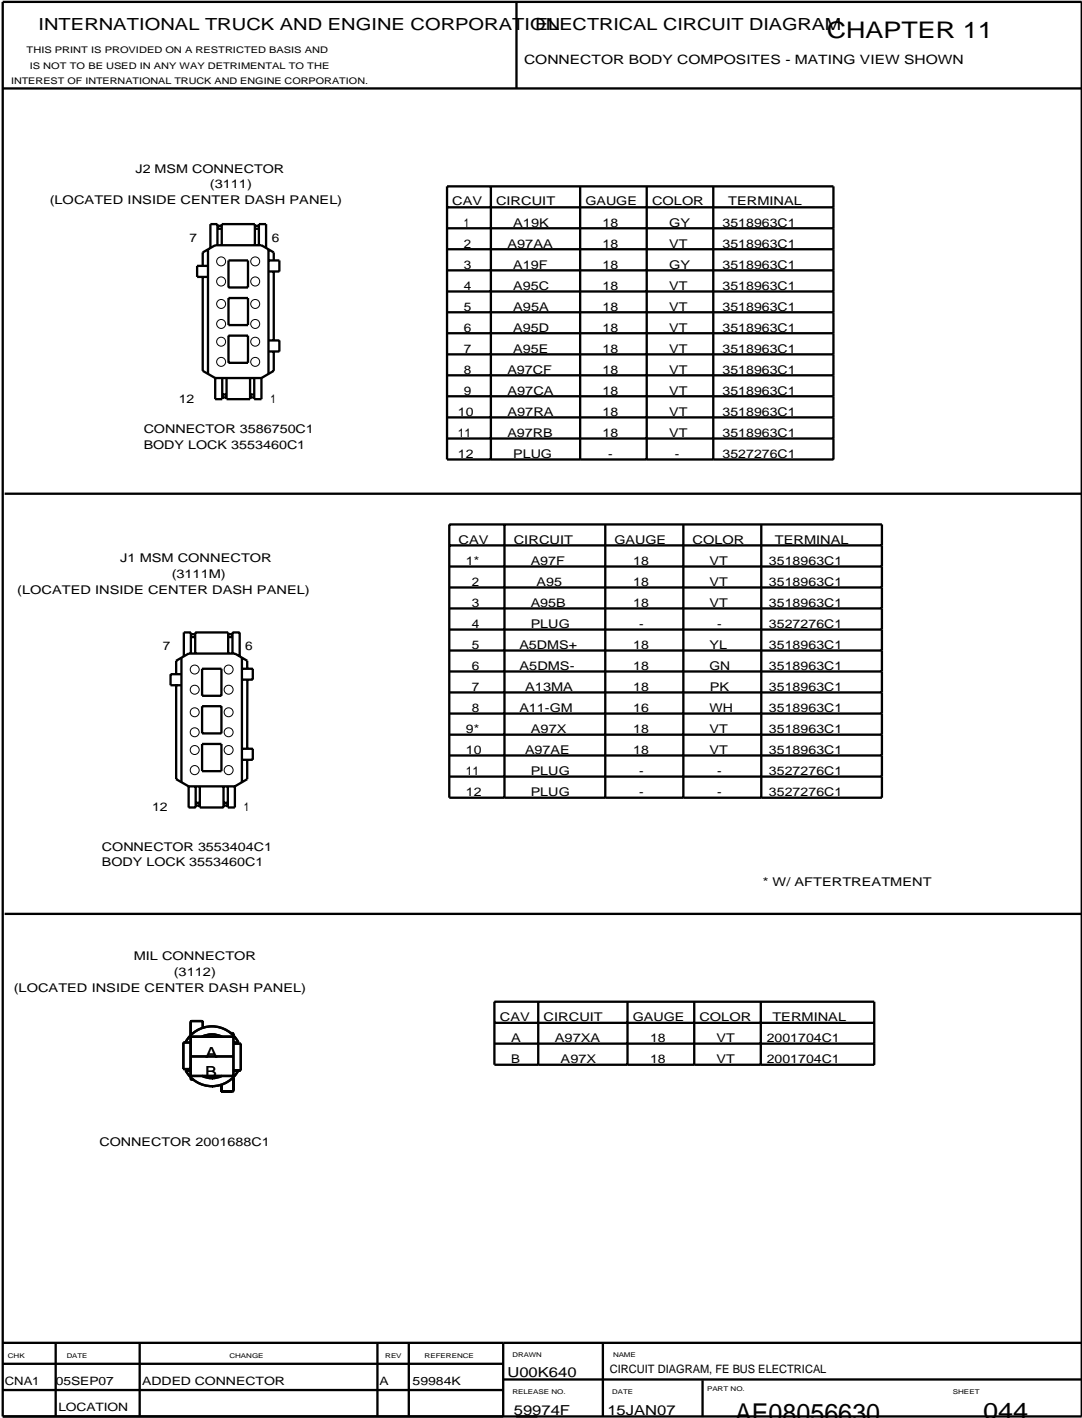 INTERNATIONAL TRUCK AND ENGINE CORPORATION
THIS PRINT IS PROVIDED ON A RESTRICTED BASIS AND
IS NOT TO BE USED IN ANY WAY DETRIMENTAL TO THE
INTEREST OF INTERNATIONAL TRUCK AND ENGINE CORPORATION.
ELECTRICAL CIRCUIT DIAGRAM
CHAPTER 11
CONNECTOR BODY COMPOSITES - MATING VIEW SHOWN
J2 MSM CONNECTOR
(3111)
(LOCATED INSIDE CENTER DASH PANEL)
7 6
12 1
CONNECTOR 3586750C1
BODY LOCK 3553460C1
CAV CIRCUIT GAUGE COLOR TERMINAL
1 A19K 18 GY 3518963C1
2 A97AA 18 VT 3518963C1
3 A19F 18 GY 3518963C1
4 A95C 18 VT 3518963C1
5 A95A 18 VT 3518963C1
6 A95D 18 VT 3518963C1
7 A95E 18 VT 3518963C1
8 A97CF 18 VT 3518963C1
9 A97CA 18 VT 3518963C1
10 A97RA 18 VT 3518963C1
11 A97RB 18 VT 3518963C1
12 PLUG - - 3527276C1
J1 MSM CONNECTOR
(3111M)
(LOCATED INSIDE CENTER DASH PANEL)
7 6
12 1
CONNECTOR 3553404C1
BODY LOCK 3553460C1
CAV CIRCUIT GAUGE COLOR TERMINAL
1* A97F 18 VT 3518963C1
2 A95 18 VT 3518963C1
3 A95B 18 VT 3518963C1
4 PLUG - - 3527276C1
5 A5DMS+ 18 YL 3518963C1
6 A5DMS- 18 GN 3518963C1
7 A13MA 18 PK 3518963C1
8 A11-GM 16 WH 3518963C1
9* A97X 18 VT 3518963C1
10 A97AE 18 VT 3518963C1
11 PLUG - - 3527276C1
12 PLUG - - 3527276C1
* W/ AFTERTREATMENT
MIL CONNECTOR
(3112)
(LOCATED INSIDE CENTER DASH PANEL)
A
B
CONNECTOR 2001688C1
CAV CIRCUIT GAUGE COLOR TERMINAL
A A97XA 18 VT 2001704C1
B A97X 18 VT 2001704C1
CHK DATE CHANGE REV REFERENCE
CNA1 05SEP07 ADDED CONNECTOR A 59984K
LOCATION
DRAWN
U00K640
NAME
CIRCUIT DIAGRAM, FE BUS ELECTRICAL
RELEASE NO.
59974F
DATE
15JAN07
PART NO.
AE08056630
SHEET
044